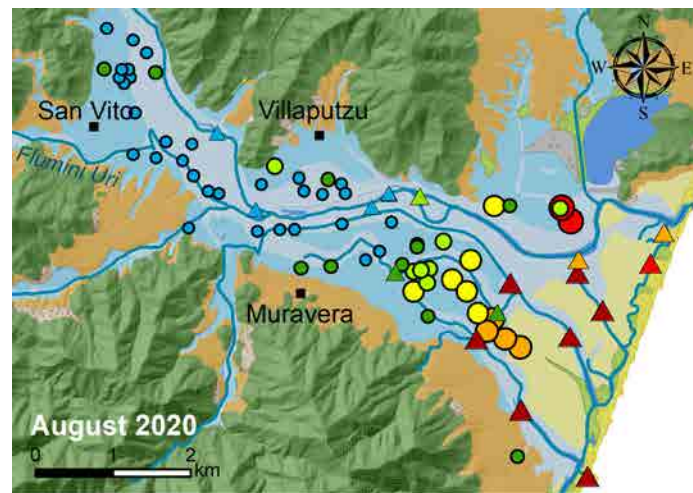 N
W E
S
San Vito
Villaputzu
Flumini Uri
Muravera
August 2020
0 1 2
km